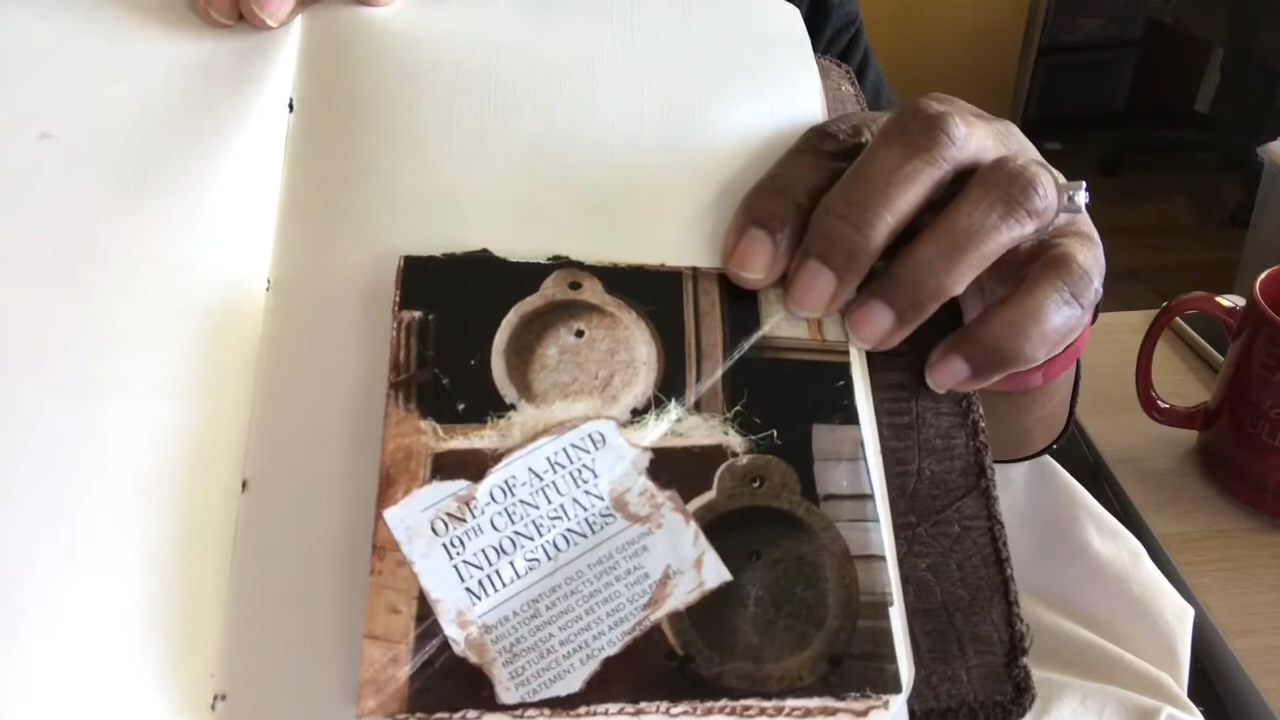 ONE-OF-A-KIND
19TH CENTURY
INDONESIAN
MILLSTONES
OVER A CENTURY OLD, THESE GENUINE
MILLSTONE ARTIFACTS SPENT THEIR
YEARS GRINDING CORN IN RURAL
INDONESIA. NOW RETIRED, THEIR
TEXTURAL RICHNESS AND SCULPTURAL
PRESENCE MAKE AN ARRESTING
STATEMENT. EACH IS